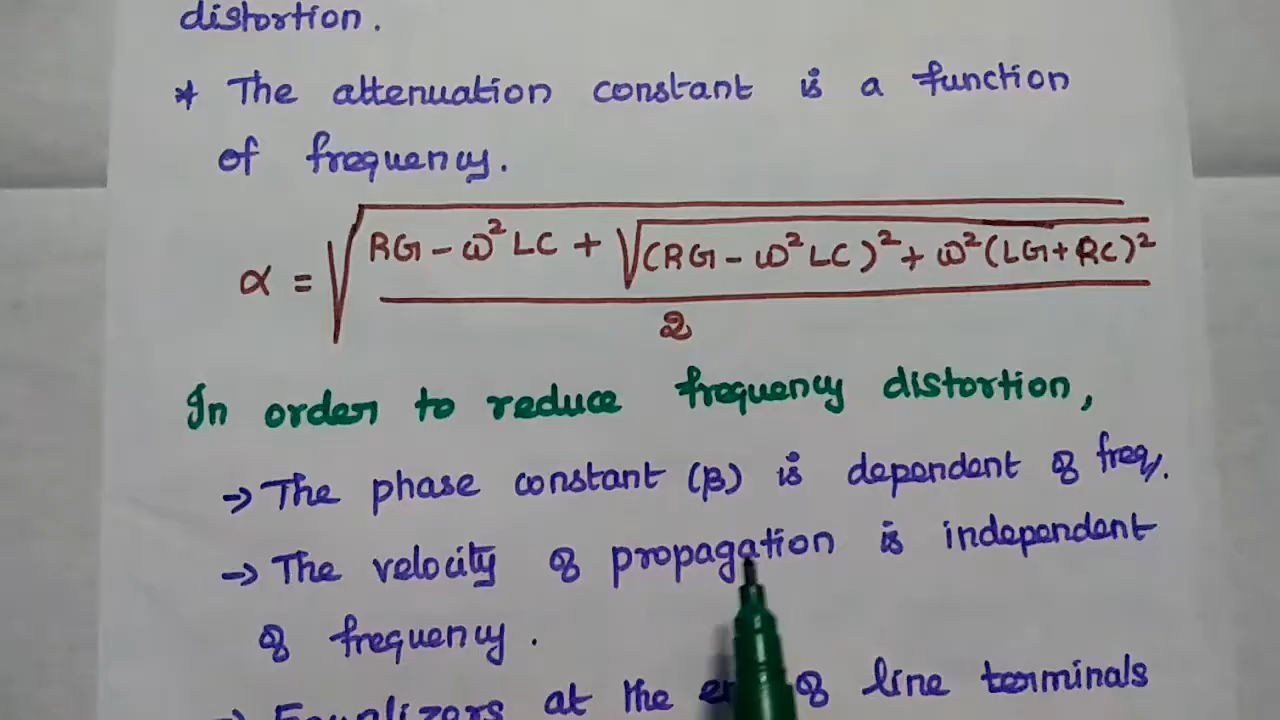 distortion.
* The attenuation constant is a function
of frequency.
α = √((RG - ω²LC + √((RG - ω²LC)² + ω²(LG + RC)²)) / 2)
In order to reduce frequency distortion,
→ The phase constant (β) is dependent of freq.
→ The velocity of propagation is independent
of frequency.
→ Equalizers at the end of line terminals